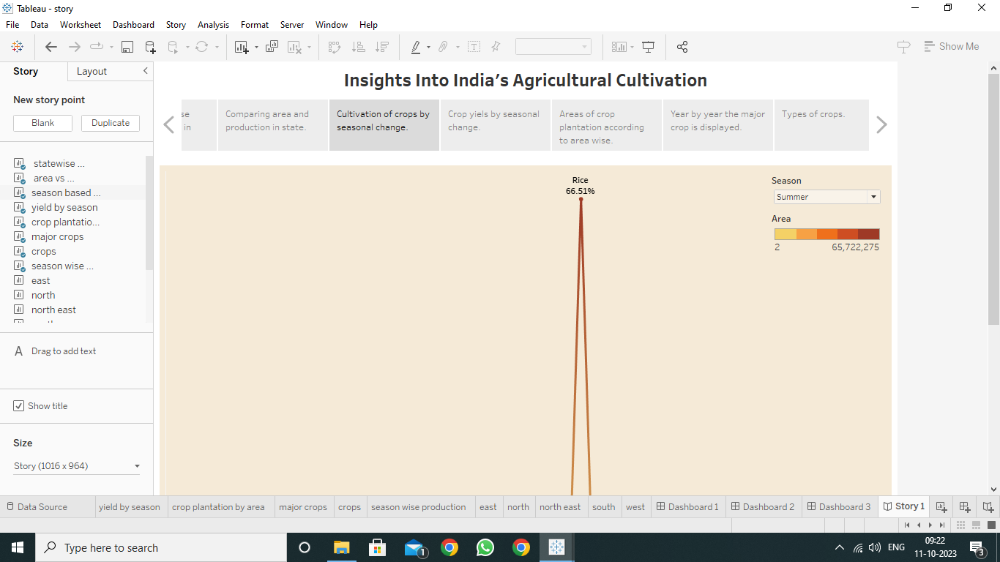 Tableau - story
File Data Worksheet Dashboard Story Analysis Format Server Window Help
Show Me
Story Layout
New story point
Blank Duplicate
statewise ...
area vs ...
season based ...
yield by season
crop plantatio...
major crops
crops
season wise ...
east
north
north east
A Drag to add text
Show title
Size
Story (1016 x 964)
Insights Into India's Agricultural Cultivation
se
in
Comparing area and
production in state.
Cultivation of crops by
seasonal change.
Crop yiels by seasonal
change.
Areas of crop
plantation according
to area wise.
Year by year the major
crop is displayed.
Types of crops.
Rice
66.51%
Season
Summer
Area
2 65,722,275
Data Source yield by season crop plantation by area major crops crops season wise production east north north east south west Dashboard 1 Dashboard 2 Dashboard 3 Story 1
Type here to search
1
ENG
09:22
11-10-2023
3